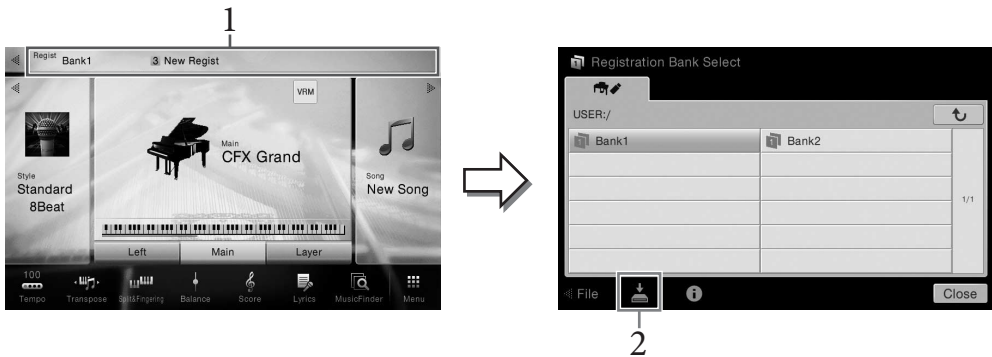 1
Regist Bank1 3 New Regist
VRM
Main
CFX Grand
Style
Standard
8Beat
Song
New Song
Left Main Layer
100
Tempo Transpose Split&Fingering Balance Score Lyrics MusicFinder Menu
Registration Bank Select
USER:/
Bank1 Bank2
1/1
File Close
2